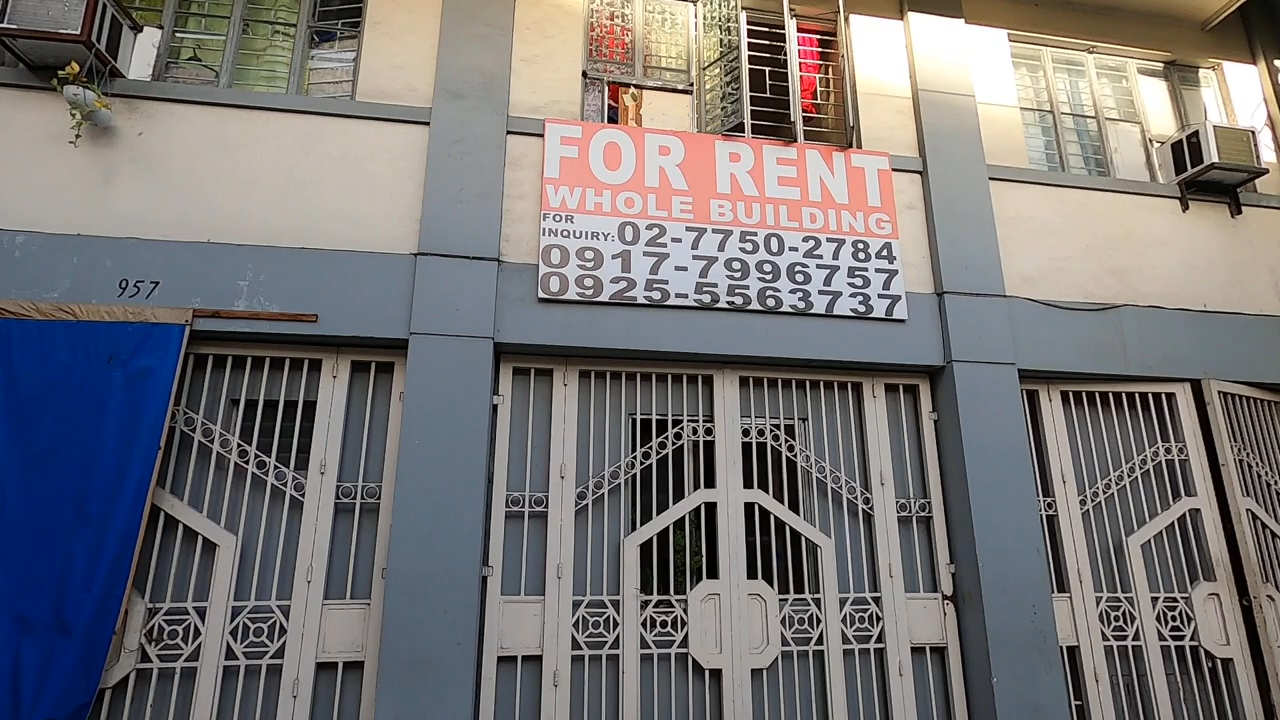 FOR RENT
WHOLE BUILDING
FOR
INQUIRY: 02-7750-2784
0917-7996757
0925-5563737
957